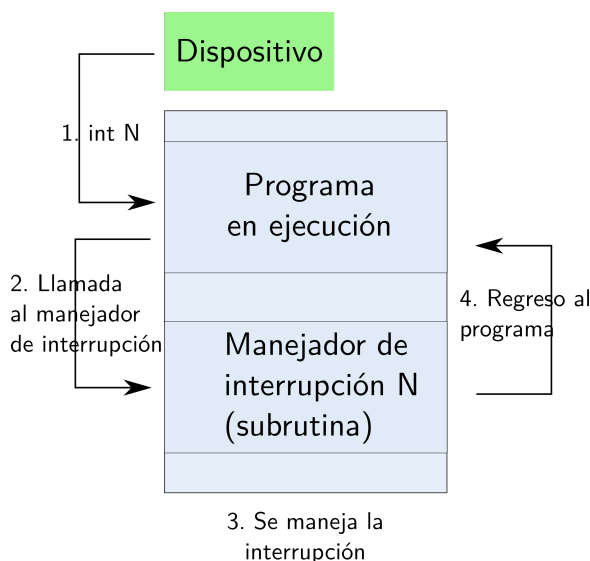 Dispositivo
1. int N
Programa
en ejecución
2. Llamada
al manejador
de interrupción
4. Regreso al
programa
Manejador de
interrupción N
(subrutina)
3. Se maneja la
interrupción